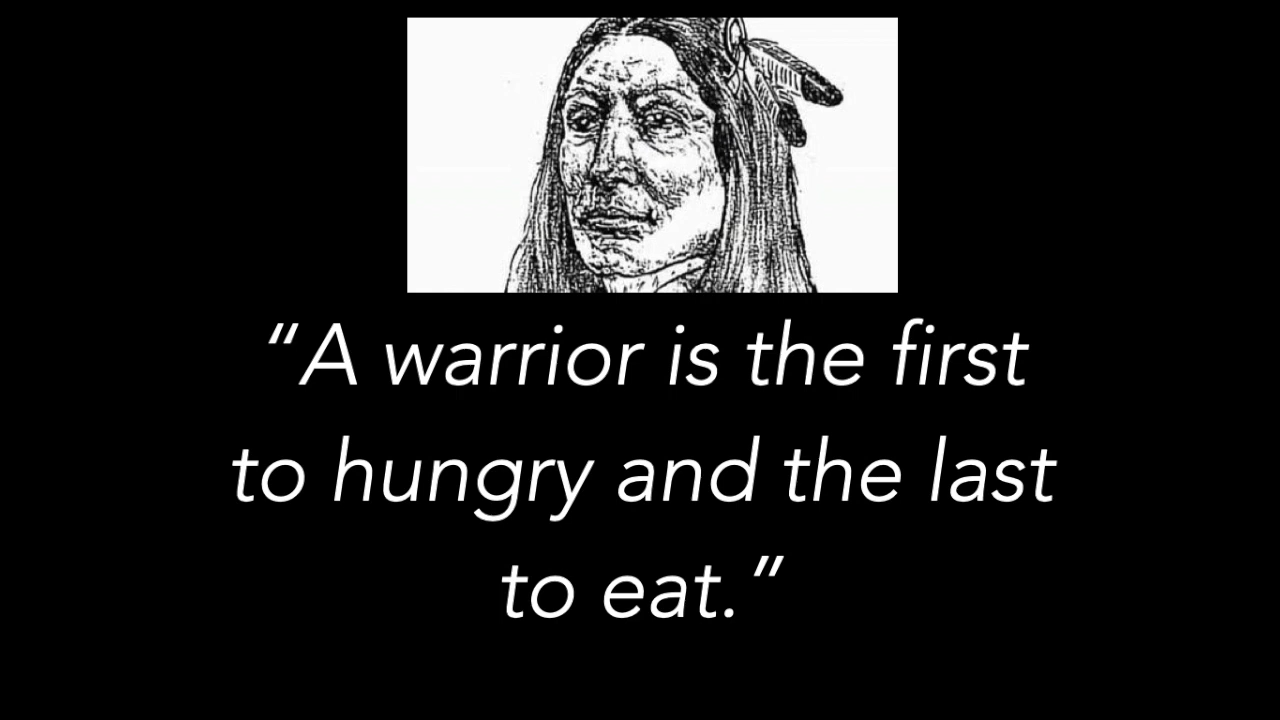 “A warrior is the first
to hungry and the last
to eat.”